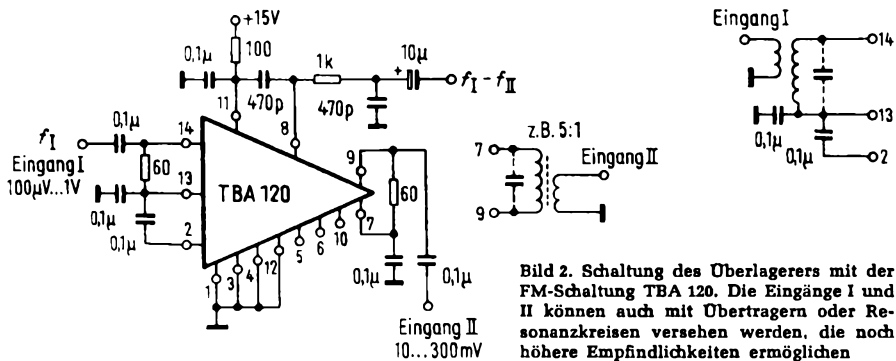 +15V
0,1µ
100
1k
10µ
+
470p
470p
fI - fII
11
8
0,1µ
fI
Eingang I
100µV...1V
60
0,1µ
0,1µ
14
13
2
TBA 120
9
7
60
10
6
5
12
4
3
1
0,1µ
0,1µ
Eingang II
10...300mV
z.B. 5:1
7
9
Eingang II
Eingang I
14
13
0,1µ
0,1µ
2
Bild 2. Schaltung des Überlagerers mit der
FM-Schaltung TBA 120. Die Eingänge I und
II können auch mit Übertragern oder Re-
sonanzkreisen versehen werden, die noch
höhere Empfindlichkeiten ermöglichen